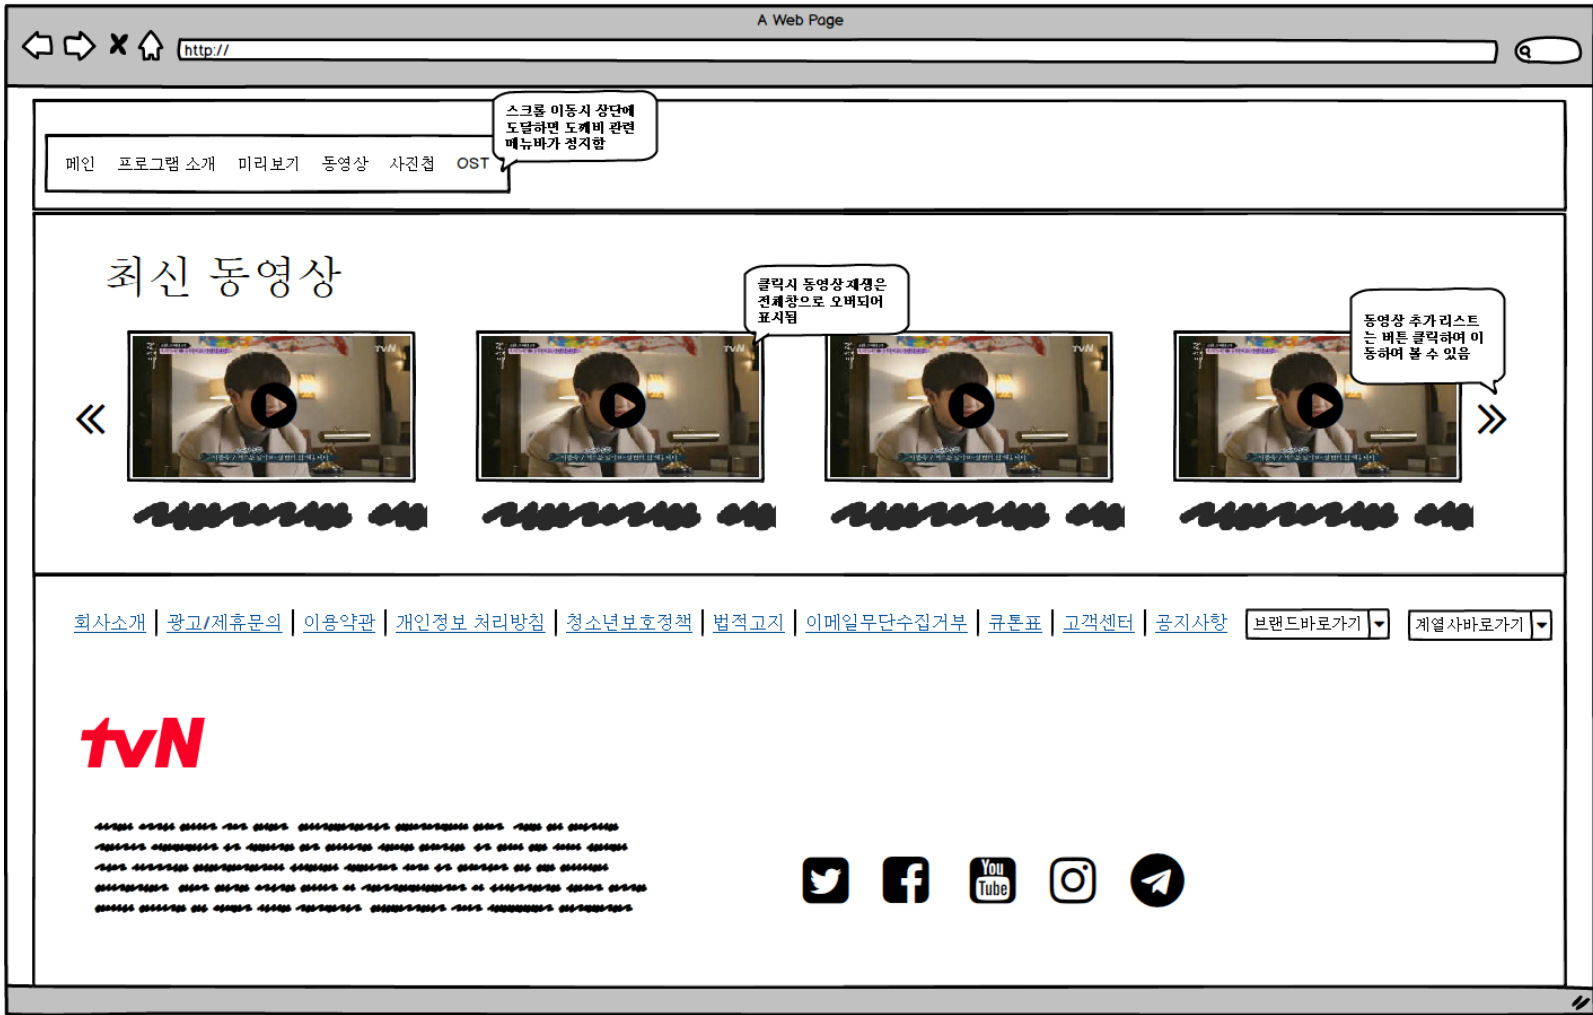 A Web Page
http://
스크롤 이동시 상단에
도달하면 도깨비 관련
메뉴바가 정지함
메인 프로그램 소개 미리보기 동영상 사진첩 OST
최신 동영상
클릭시 동영상 재생은
전체창으로 오버되어
표시됨
동영상 추가 리스트
는 버튼 클릭하여 이
동하여 볼 수 있음
tvN
tvN
회사소개 | 광고/제휴문의 | 이용약관 | 개인정보 처리방침 | 청소년보호정책 | 법적고지 | 이메일무단수집거부 | 큐톤표 | 고객센터 | 공지사항 브랜드바로가기 계열사바로가기
tvN
You
Tube